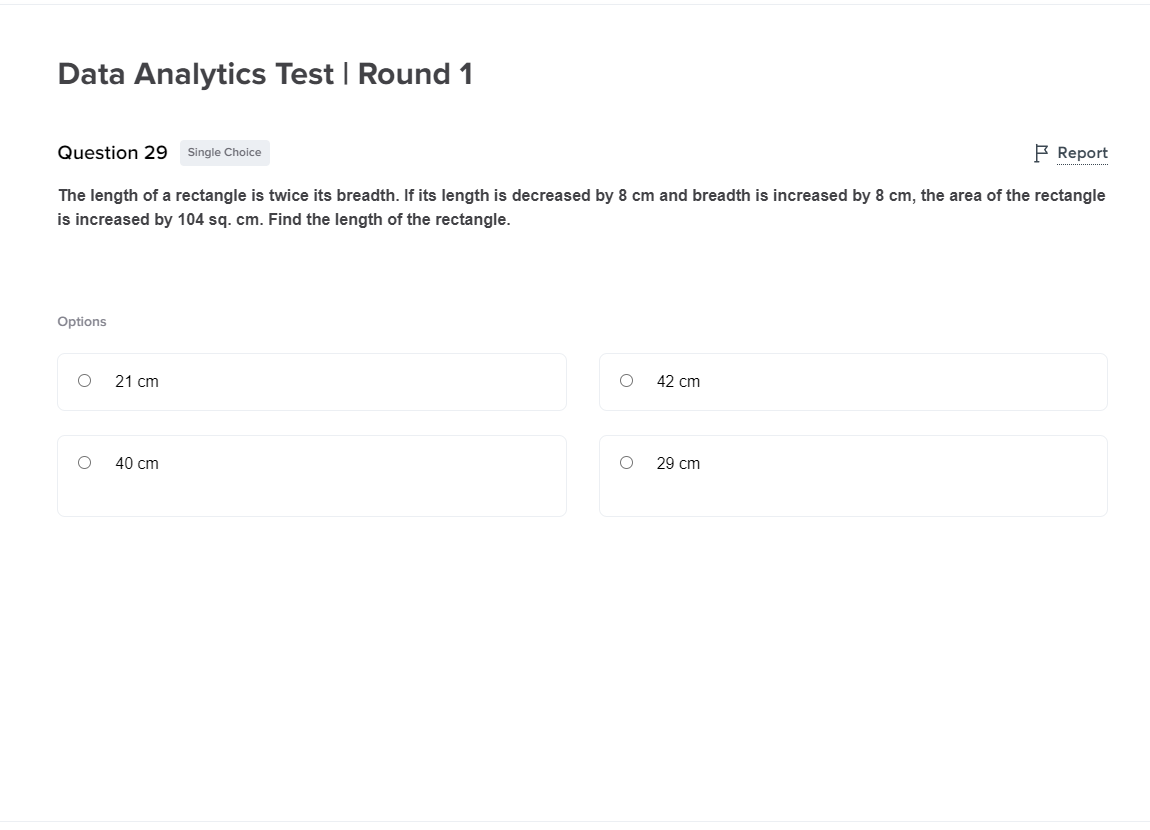 Data Analytics Test | Round 1
Question 29
Single Choice
Report
The length of a rectangle is twice its breadth. If its length is decreased by 8 cm and breadth is increased by 8 cm, the area of the rectangle
is increased by 104 sq. cm. Find the length of the rectangle.
Options
21 cm
42 cm
40 cm
29 cm